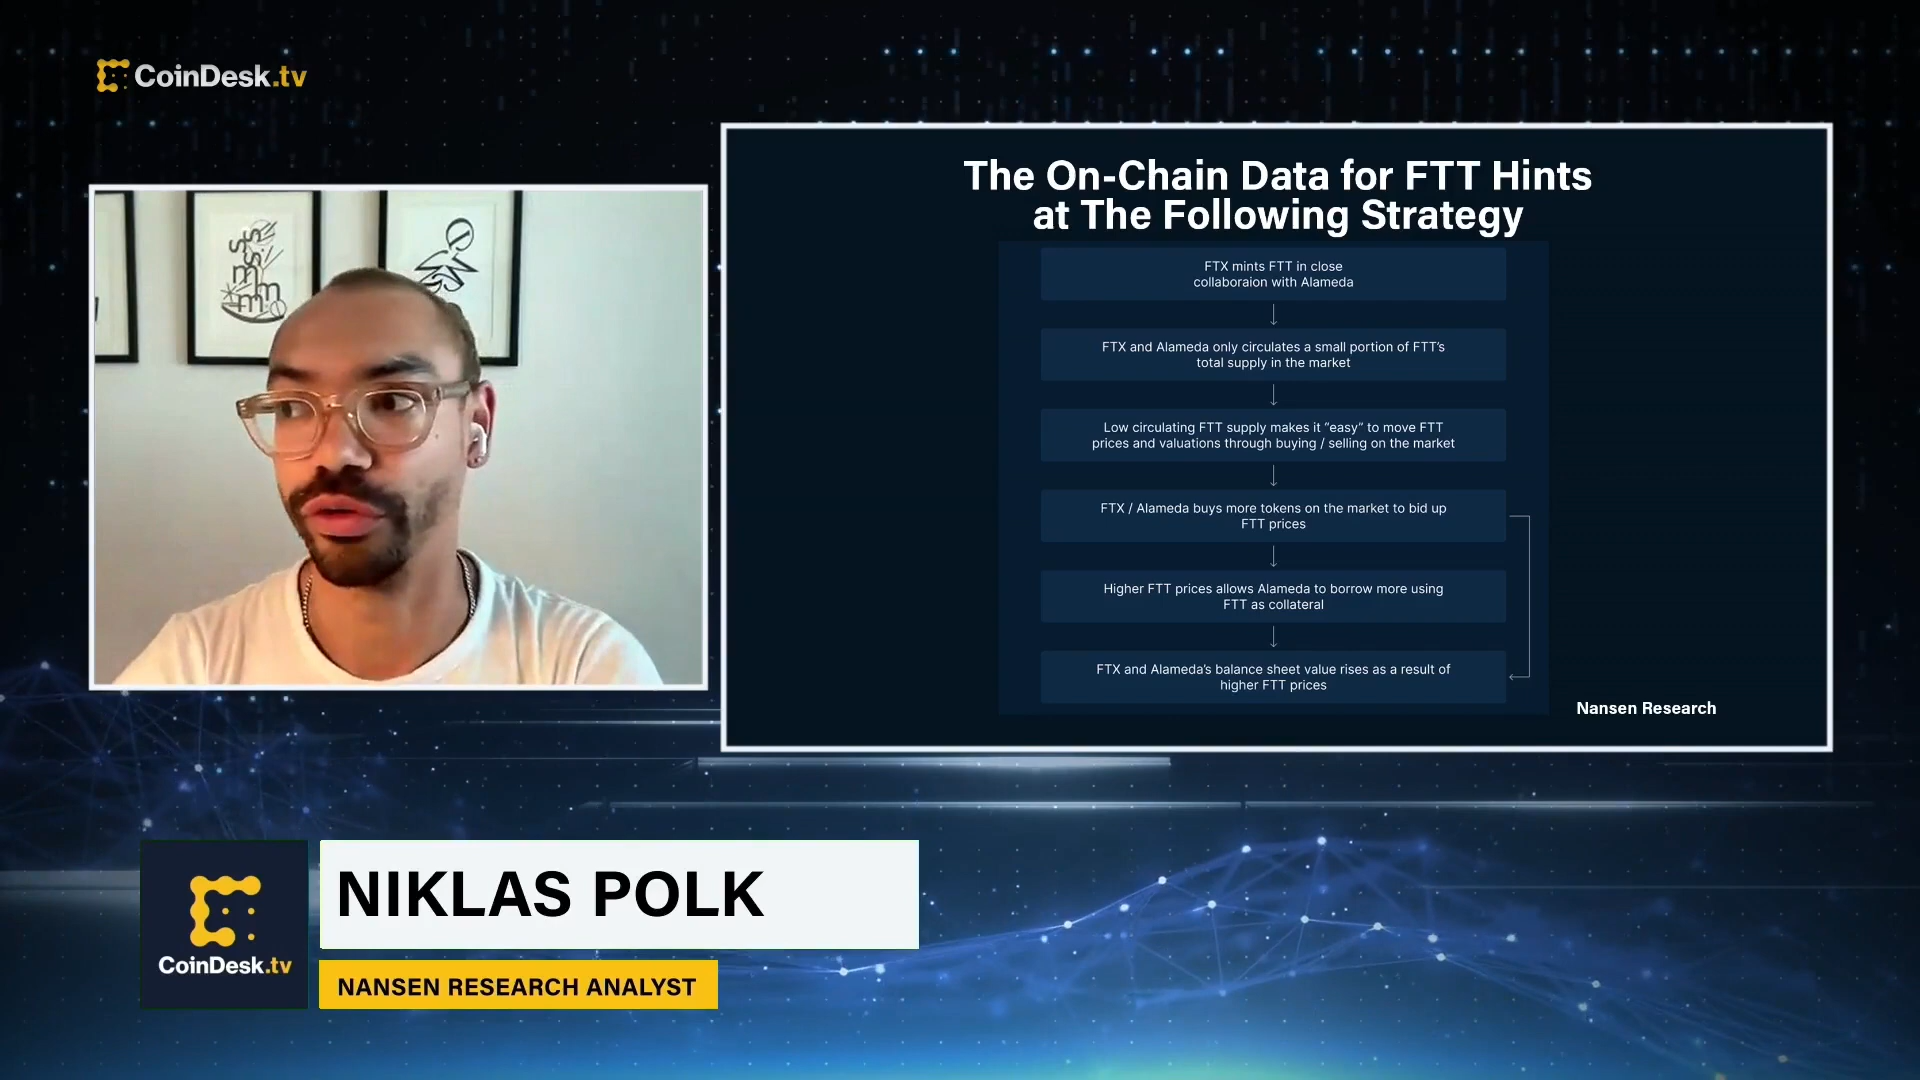 CoinDesk.tv
The On-Chain Data for FTT Hints
at The Following Strategy
FTX mints FTT in close
collaboraion with Alameda
FTX and Alameda only circulates a small portion of FTT's
total supply in the market
Low circulating FTT supply makes it “easy” to move FTT
prices and valuations through buying / selling on the market
FTX / Alameda buys more tokens on the market to bid up
FTT prices
Higher FTT prices allows Alameda to borrow more using
FTT as collateral
FTX and Alameda's balance sheet value rises as a result of
higher FTT prices
Nansen Research
NIKLAS POLK
CoinDesk.tv
NANSEN RESEARCH ANALYST